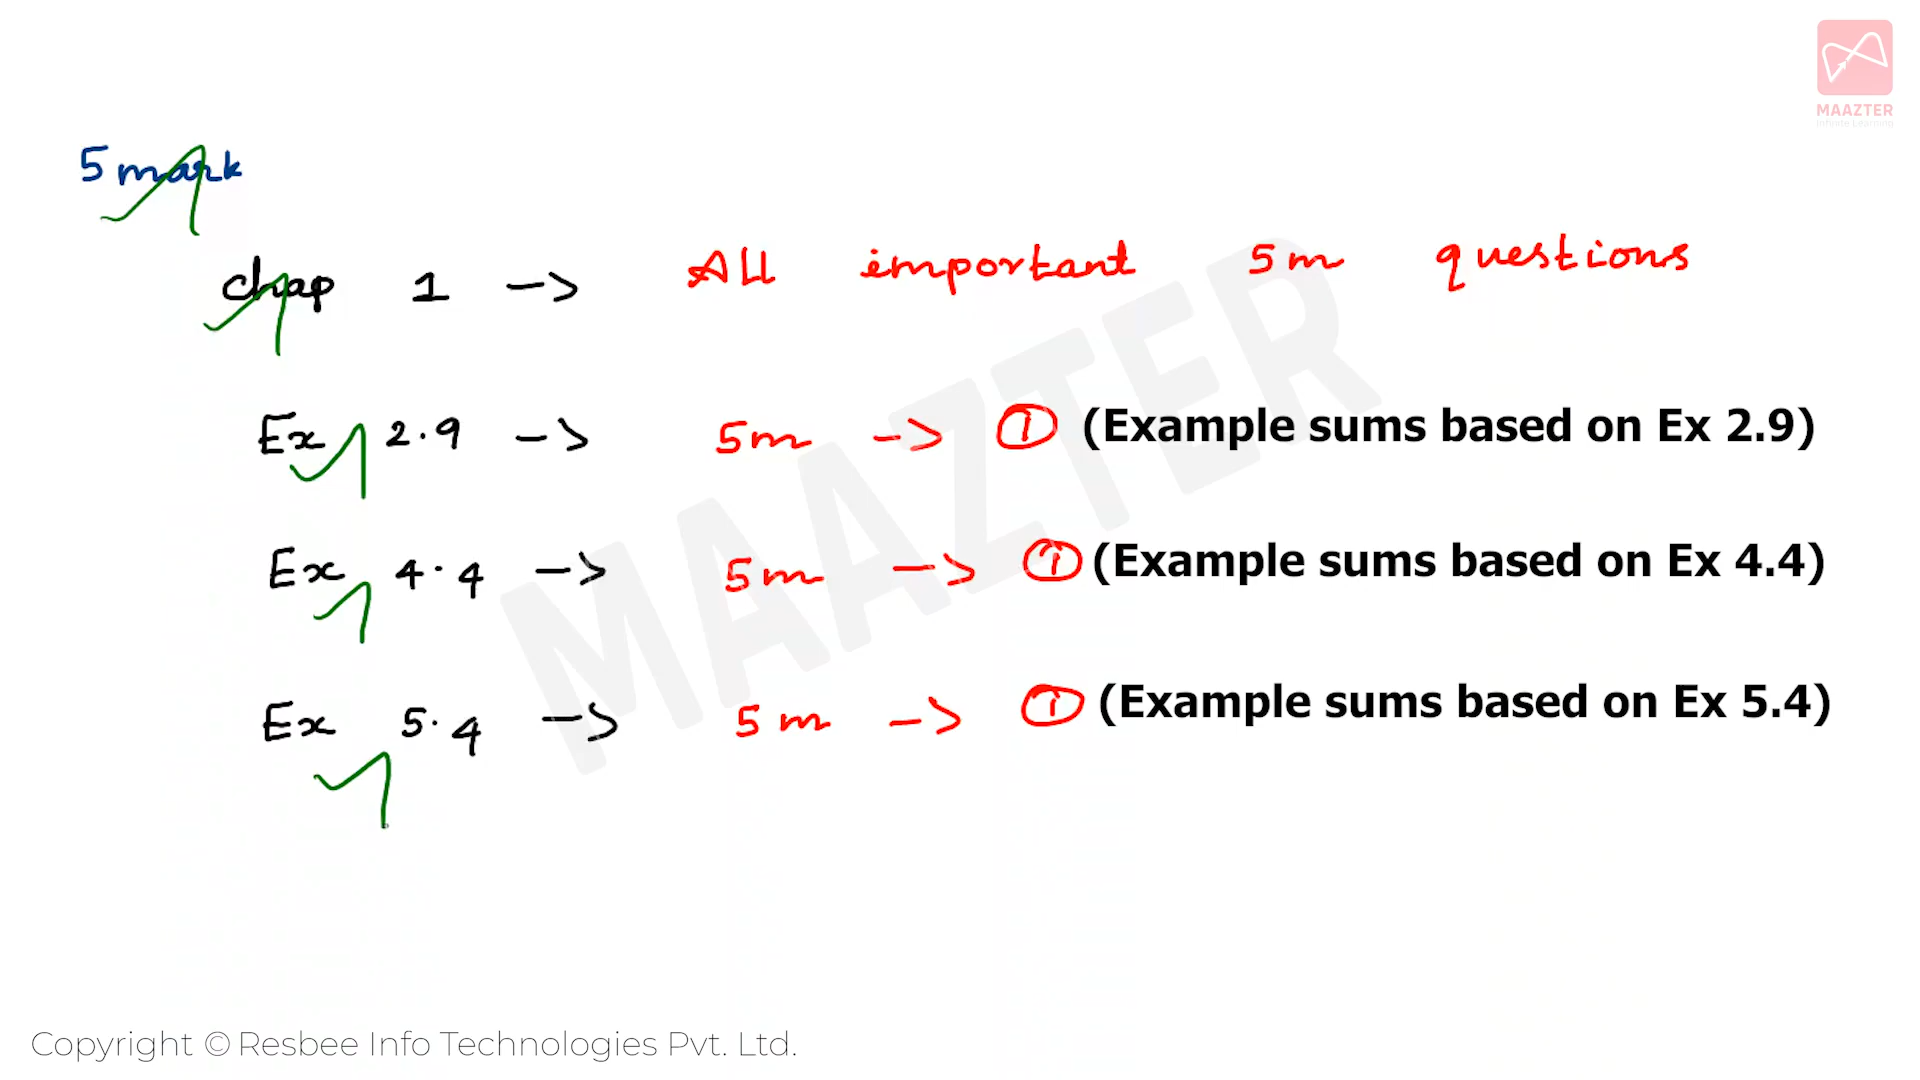 MAAZTER
Infinite Learning
5 mark
chap 1 -> All important 5m questions
Ex 2.9 -> 5m -> ① (Example sums based on Ex 2.9)
Ex 4.4 -> 5m -> ① (Example sums based on Ex 4.4)
Ex 5.4 -> 5m -> ① (Example sums based on Ex 5.4)
MAAZTER
Copyright © Resbee Info Technologies Pvt. Ltd.